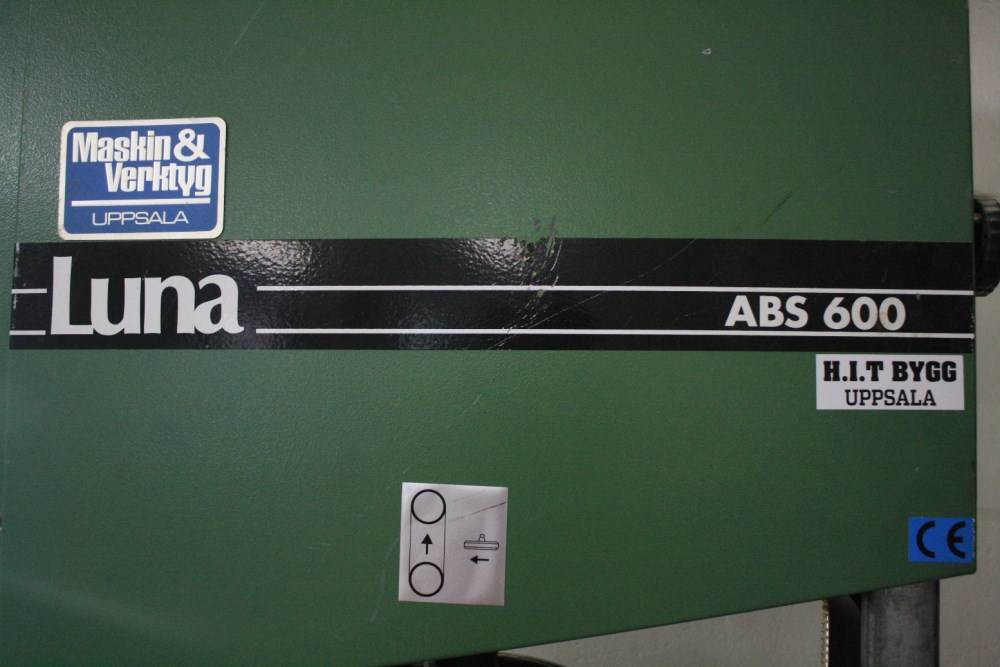 Maskin &
Verktyg
UPPSALA
Luna
ABS 600
H.I.T BYGG
UPPSALA
CE